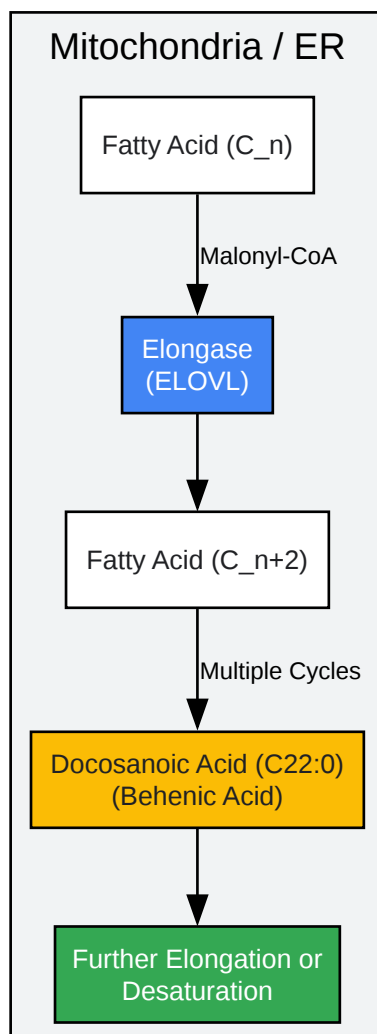 Mitochondria / ER
Fatty Acid (C_n)
Malonyl-CoA
Elongase
(ELOVL)
Fatty Acid (C_n+2)
Multiple Cycles
Docosanoic Acid (C22:0)
(Behenic Acid)
Further Elongation or
Desaturation